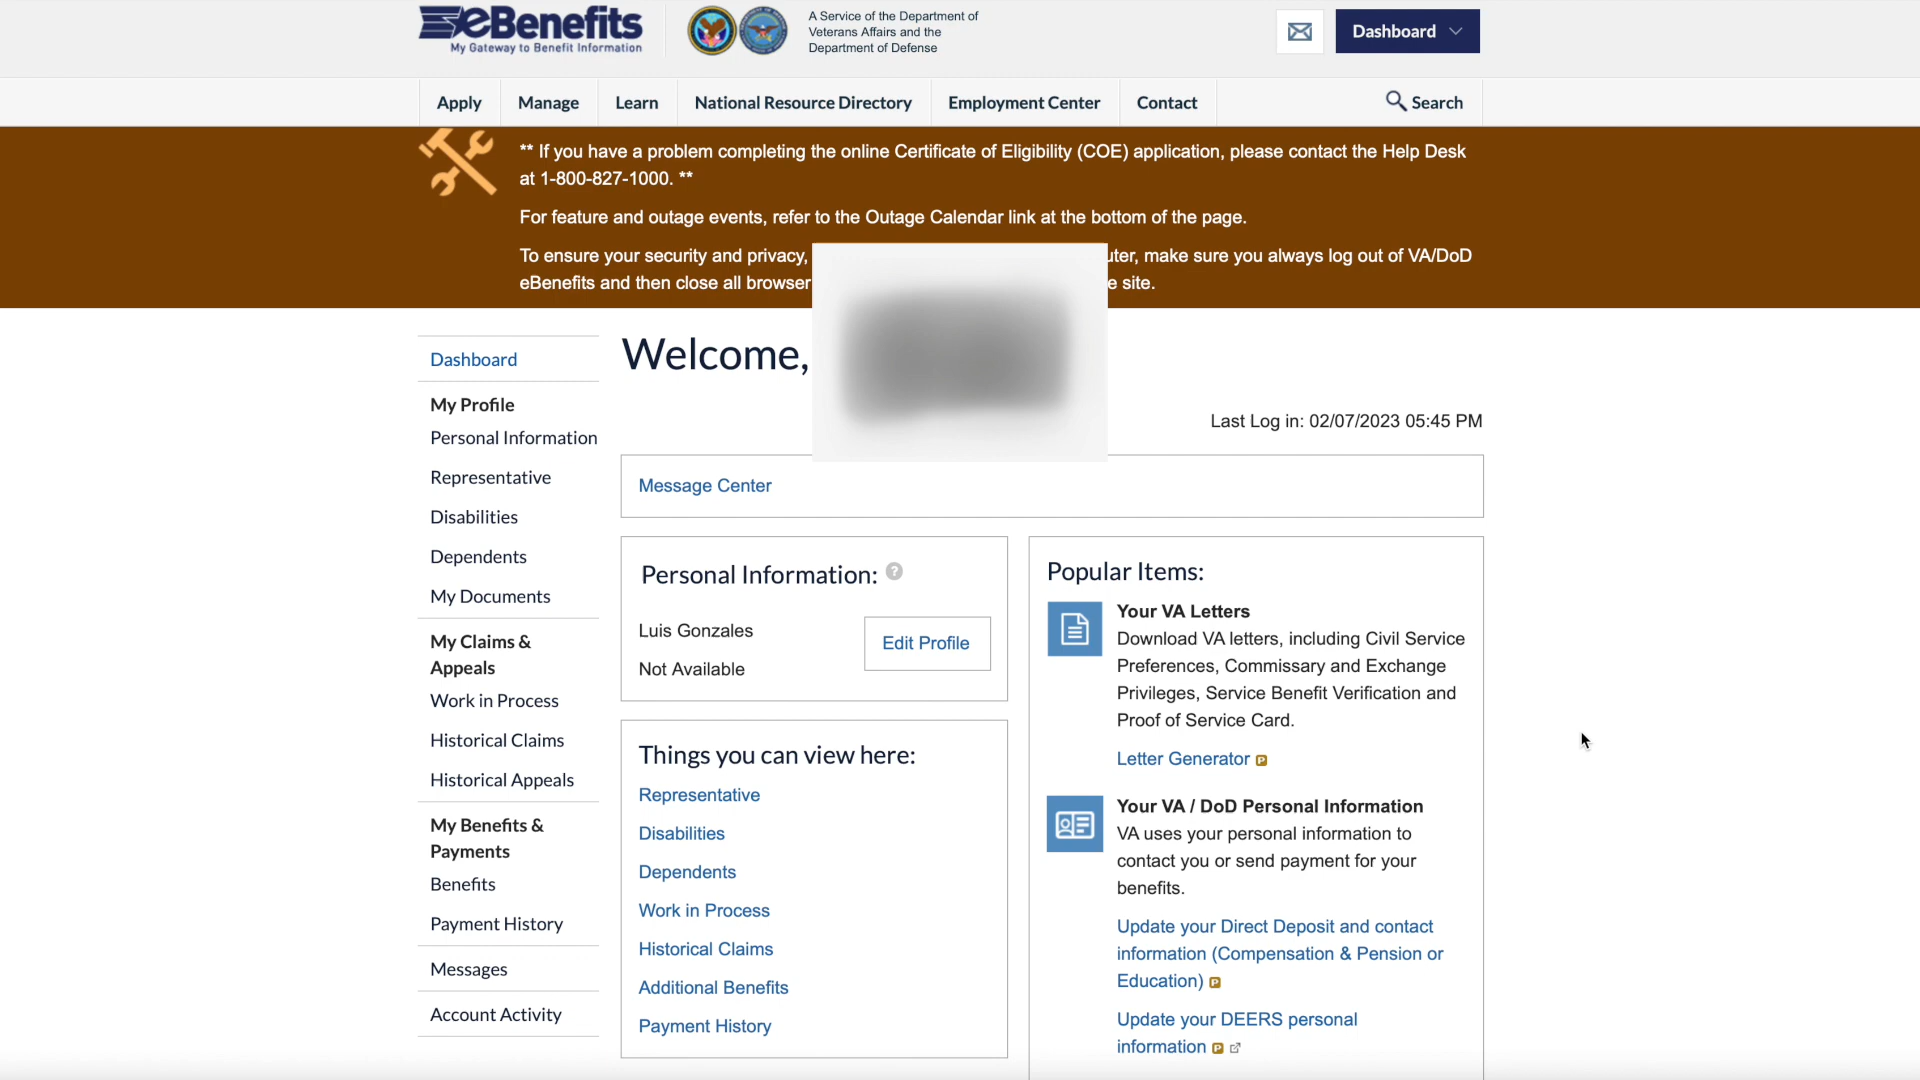 eBenefits
My Gateway to Benefit Information
A Service of the Department of
Veterans Affairs and the
Department of Defense
Dashboard
Apply
Manage
Learn
National Resource Directory
Employment Center
Contact
Search
** If you have a problem completing the online Certificate of Eligibility (COE) application, please contact the Help Desk
at 1-800-827-1000. **
For feature and outage events, refer to the Outage Calendar link at the bottom of the page.
To ensure your security and privacy, make sure you always log out of VA/DoD
eBenefits and then close all browser site.
Welcome,
Last Log in: 02/07/2023 05:45 PM
Dashboard
My Profile
Personal Information
Representative
Disabilities
Dependents
My Documents
My Claims &
Appeals
Work in Process
Historical Claims
Historical Appeals
My Benefits &
Payments
Benefits
Payment History
Messages
Account Activity
Message Center
Personal Information:
Luis Gonzales
Not Available
Edit Profile
Things you can view here:
Representative
Disabilities
Dependents
Work in Process
Historical Claims
Additional Benefits
Payment History
Popular Items:
Your VA Letters
Download VA letters, including Civil Service
Preferences, Commissary and Exchange
Privileges, Service Benefit Verification and
Proof of Service Card.
Letter Generator P
Your VA / DoD Personal Information
VA uses your personal information to
contact you or send payment for your
benefits.
Update your Direct Deposit and contact
information (Compensation & Pension or
Education) P
Update your DEERS personal
information P